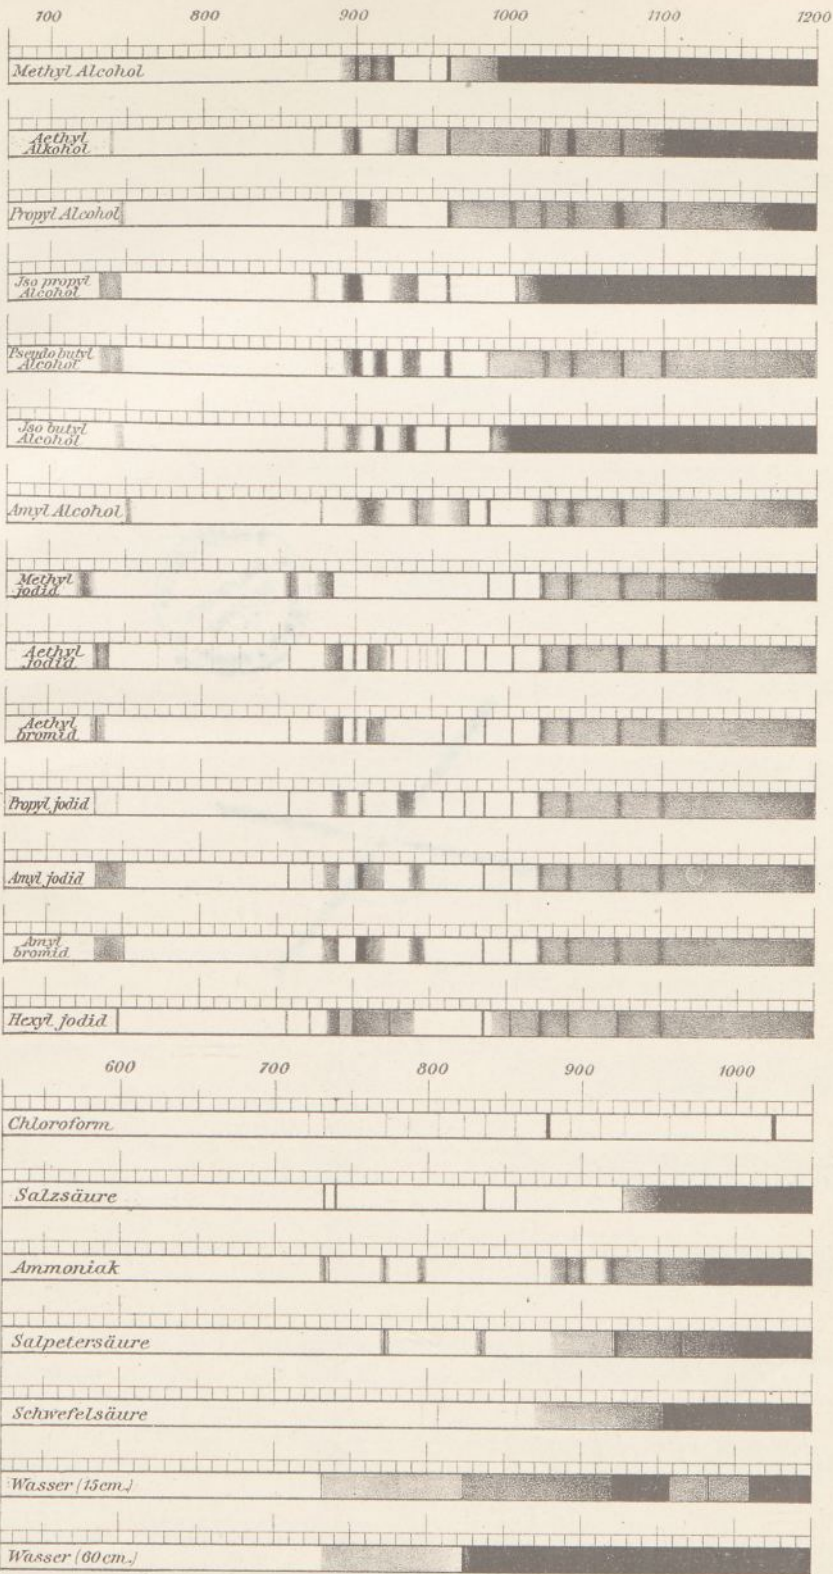 700 800 900 1000 1100 1200
Methyl Alcohol
Aethyl
Alkohol
Propyl Alcohol
Jso propyl
Alcohol
Pseudo butyl
Alcohol
Jso butyl
Alcohol
Amyl Alcohol
Methyl
jodid
Aethyl
Jodid
Aethyl
bromid
Propyl jodid
Amyl jodid
Amyl
bromid
Hexyl jodid
600 700 800 900 1000
Chloroform
Salzsäure
Ammoniak
Salpetersäure
Schwefelsäure
Wasser (15cm.)
Wasser (60cm.)